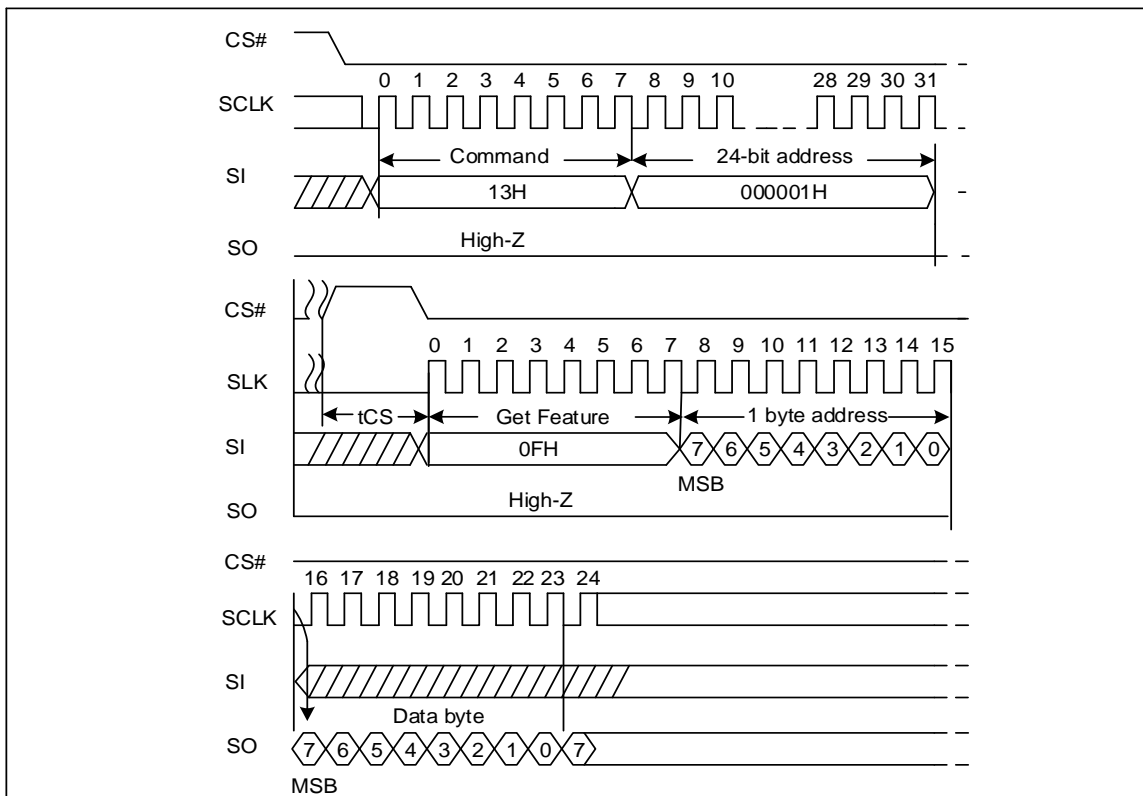 CS#
0 1 2 3 4 5 6 7 8 9 10 28 29 30 31
SCLK
Command 24-bit address
SI
13H 000001H
High-Z
SO
CS#
0 1 2 3 4 5 6 7 8 9 10 11 12 13 14 15
SLK
tCS Get Feature 1 byte address
SI
0FH 7 6 5 4 3 2 1 0
MSB
High-Z
SO
CS#
16 17 18 19 20 21 22 23 24
SCLK
SI
Data byte
SO 7 6 5 4 3 2 1 0 7
MSB